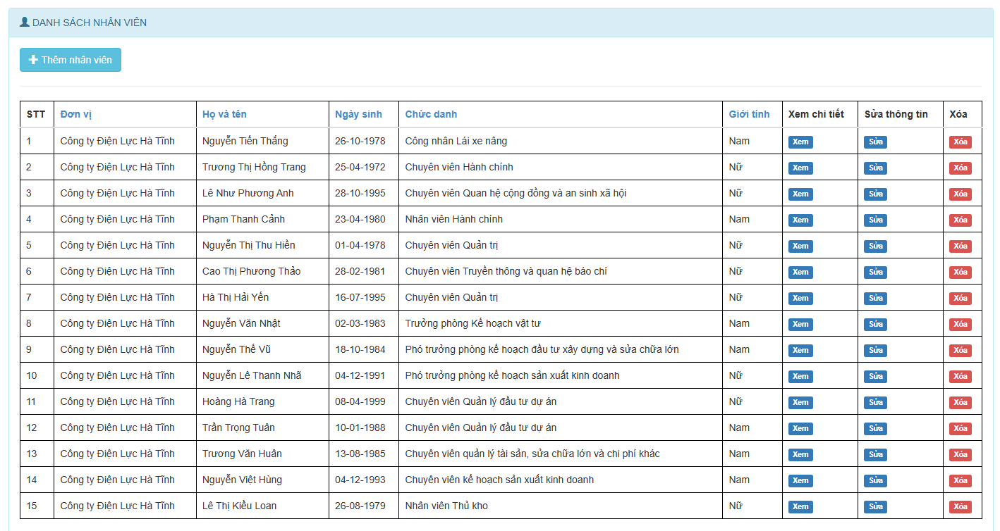 DANH SÁCH NHÂN VIÊN
Thêm nhân viên
STT Đơn vị Họ và tên Ngày sinh Chức danh Giới tính Xem chi tiết Sửa thông tin Xóa
1 Công ty Điện Lực Hà Tĩnh Nguyễn Tiến Thắng 26-10-1978 Công nhân Lái xe nâng Nam Xem Sửa Xóa
2 Công ty Điện Lực Hà Tĩnh Trương Thị Hồng Trang 25-04-1972 Chuyên viên Hành chính Nữ Xem Sửa Xóa
3 Công ty Điện Lực Hà Tĩnh Lê Như Phương Anh 28-10-1995 Chuyên viên Quan hệ cộng đồng và an sinh xã hội Nữ Xem Sửa Xóa
4 Công ty Điện Lực Hà Tĩnh Phạm Thanh Cảnh 23-04-1980 Nhân viên Hành chính Nam Xem Sửa Xóa
5 Công ty Điện Lực Hà Tĩnh Nguyễn Thị Thu Hiền 01-04-1978 Chuyên viên Quản trị Nữ Xem Sửa Xóa
6 Công ty Điện Lực Hà Tĩnh Cao Thị Phương Thảo 28-02-1981 Chuyên viên Truyền thông và quan hệ báo chí Nữ Xem Sửa Xóa
7 Công ty Điện Lực Hà Tĩnh Hà Thị Hải Yến 16-07-1995 Chuyên viên Quản trị Nữ Xem Sửa Xóa
8 Công ty Điện Lực Hà Tĩnh Nguyễn Văn Nhật 02-03-1983 Trưởng phòng Kế hoạch vật tư Nam Xem Sửa Xóa
9 Công ty Điện Lực Hà Tĩnh Nguyễn Thế Vũ 18-10-1984 Phó trưởng phòng kế hoạch đầu tư xây dựng và sửa chữa lớn Nam Xem Sửa Xóa
10 Công ty Điện Lực Hà Tĩnh Nguyễn Lê Thanh Nhã 04-12-1991 Phó trưởng phòng kế hoạch sản xuất kinh doanh Nữ Xem Sửa Xóa
11 Công ty Điện Lực Hà Tĩnh Hoàng Hà Trang 08-04-1999 Chuyên viên Quản lý đầu tư dự án Nữ Xem Sửa Xóa
12 Công ty Điện Lực Hà Tĩnh Trần Trọng Tuân 10-01-1988 Chuyên viên Quản lý đầu tư dự án Nam Xem Sửa Xóa
13 Công ty Điện Lực Hà Tĩnh Trương Văn Huân 13-08-1985 Chuyên viên quản lý tài sản, sửa chữa lớn và chi phí khác Nam Xem Sửa Xóa
14 Công ty Điện Lực Hà Tĩnh Nguyễn Việt Hùng 04-12-1993 Chuyên viên kế hoạch sản xuất kinh doanh Nam Xem Sửa Xóa
15 Công ty Điện Lực Hà Tĩnh Lê Thị Kiều Loan 26-08-1979 Nhân viên Thủ kho Nữ Xem Sửa Xóa